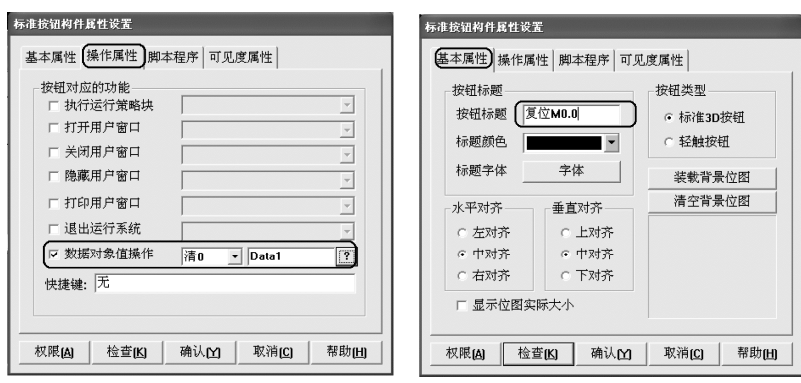 标准按钮构件属性设置
基本属性 操作属性 脚本程序 可见度属性
按钮对应的功能
执行运行策略块
打开用户窗口
关闭用户窗口
隐藏用户窗口
打印用户窗口
退出运行系统
数据对象值操作 清0 Data1 ?
快捷键: 无
权限(A) 检查(K) 确认(Y) 取消(C) 帮助(H)
标准按钮构件属性设置
基本属性 操作属性 脚本程序 可见度属性
按钮标题
按钮标题 复位M0.0
标题颜色
标题字体 字体
按钮类型
标准3D按钮
轻触按钮
装载背景位图
清空背景位图
水平对齐
左对齐
中对齐
右对齐
垂直对齐
上对齐
中对齐
下对齐
显示位图实际大小
权限(A) 检查(K) 确认(Y) 取消(C) 帮助(H)